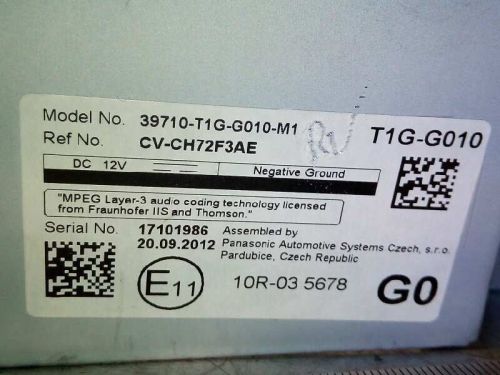 Model No. 39710-T1G-G010-M1 T1G-G010
Ref No. CV-CH72F3AE
DC 12V Negative Ground
"MPEG Layer-3 audio coding technology licensed
from Fraunhofer IIS and Thomson."
Serial No. 17101986 Assembled by
20.09.2012 Panasonic Automotive Systems Czech, s.r.o.
Pardubice, Czech Republic
E11 10R-03 5678 G0